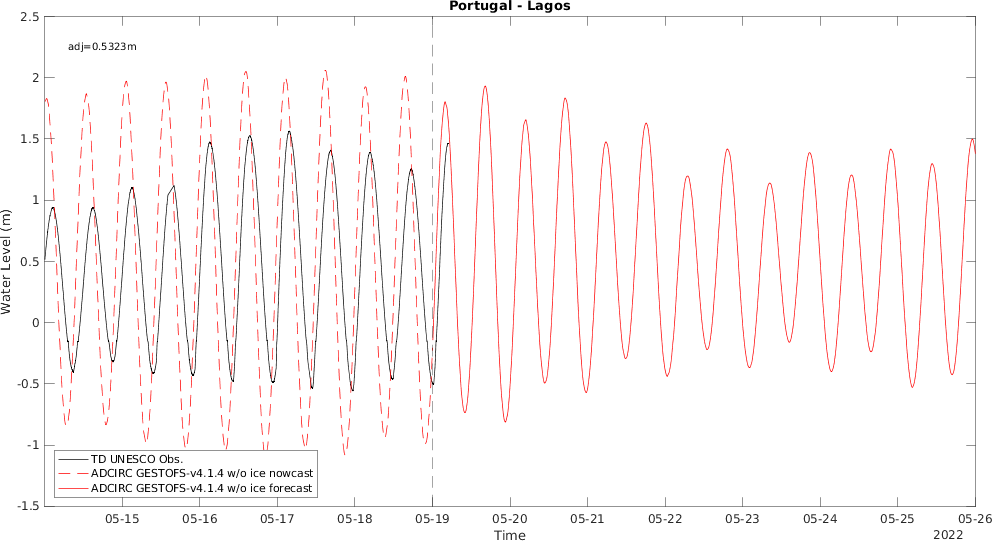 Portugal - Lagos
adj=0.5323m
2.5
2
1.5
1
0.5
0
-0.5
-1
-1.5
Water Level (m)
TD UNESCO Obs.
ADCIRC GESTOFS-v4.1.4 w/o ice nowcast
ADCIRC GESTOFS-v4.1.4 w/o ice forecast
05-15 05-16 05-17 05-18 05-19 05-20 05-21 05-22 05-23 05-24 05-25 05-26
Time
2022